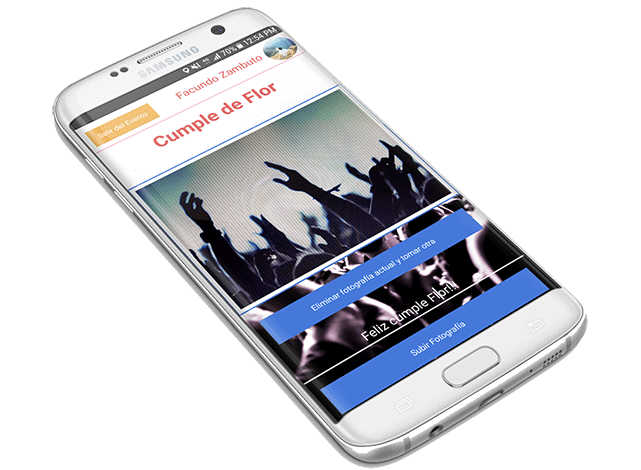 SAMSUNG
4G 70% 12:54 PM
Facundo Zambuto
Salir del Evento
Cumple de Flor
Eliminar fotografía actual y tomar otra
Feliz cumple Flor!!!
Subir Fotografía